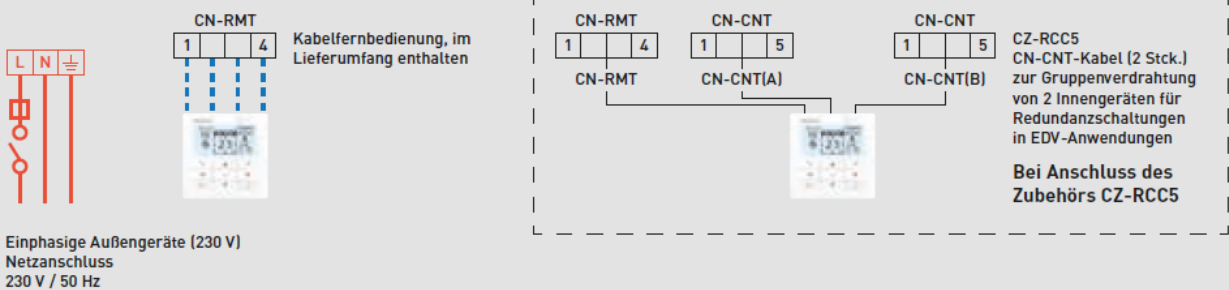 L N
CN-RMT
1 4
Kabelfernbedienung, im
Lieferumfang enthalten
Einphasige Außengeräte (230 V)
Netzanschluss
230 V / 50 Hz
CN-RMT
1 4
CN-RMT
CN-CNT
1 5
CN-CNT(A)
CN-CNT
1 5
CN-CNT(B)
CZ-RCC5
CN-CNT-Kabel (2 Stck.)
zur Gruppenverdrahtung
von 2 Innengeräten für
Redundanzschaltungen
in EDV-Anwendungen
Bei Anschluss des
Zubehörs CZ-RCC5